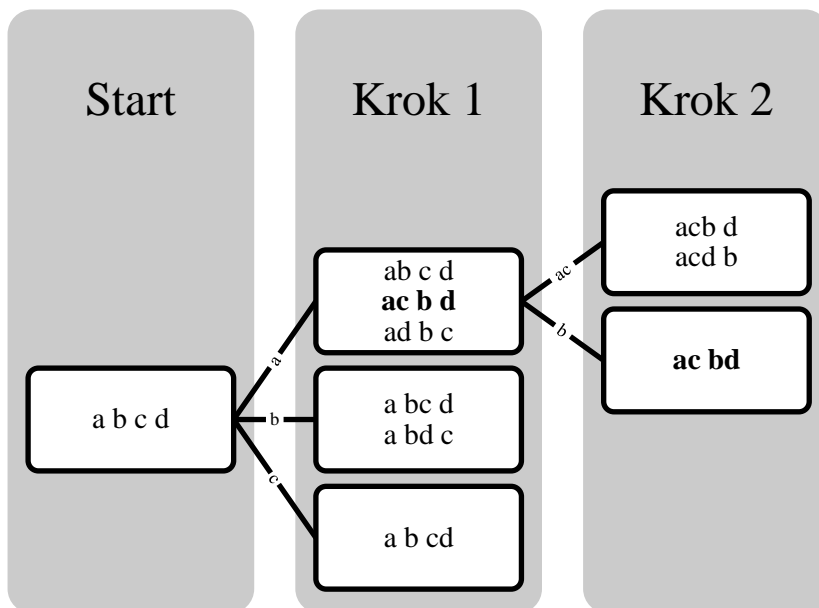 Start
Krok 1
Krok 2
a b c d
a
b
c
ab c d
ac b d
ad b c
a bc d
a bd c
a b cd
ac
b
acb d
acd b
ac bd